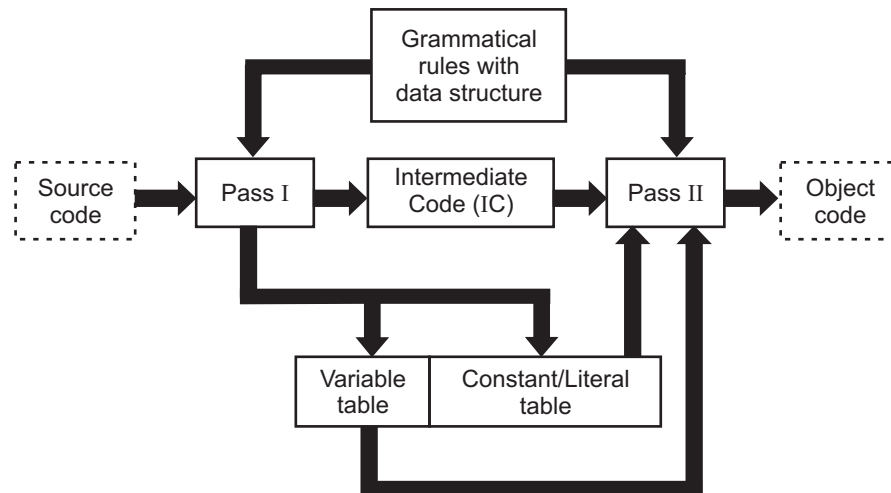 Grammatical
rules with
data structure
Source
code
Pass I
Intermediate
Code (IC)
Pass II
Object
code
Variable
table
Constant/Literal
table